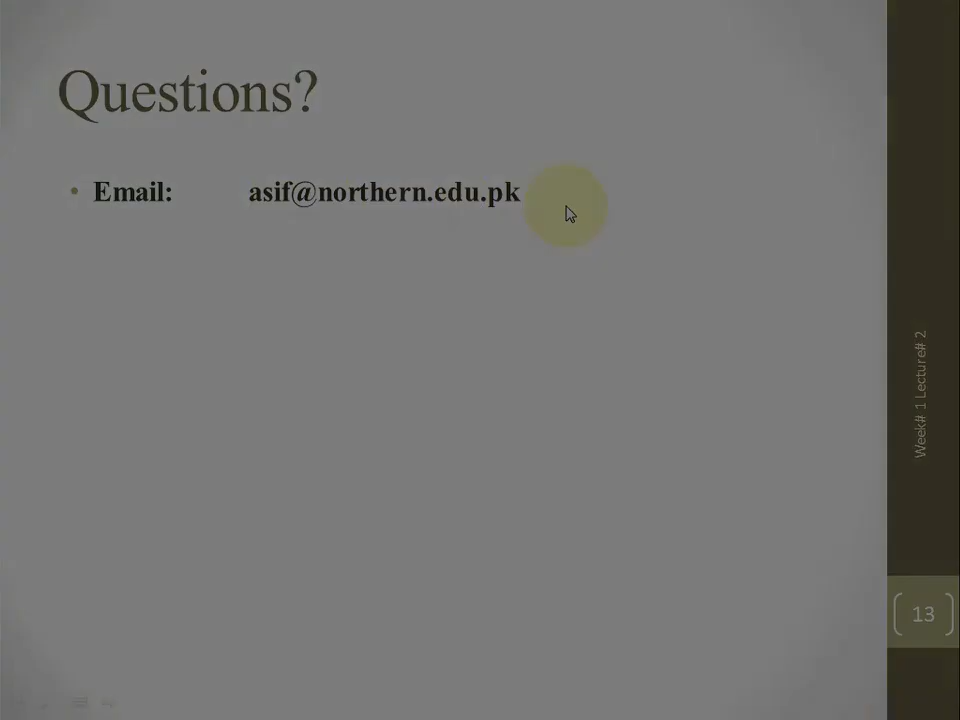 Questions?
• Email: asif@northern.edu.pk
Week# 1 Lecture# 2
13